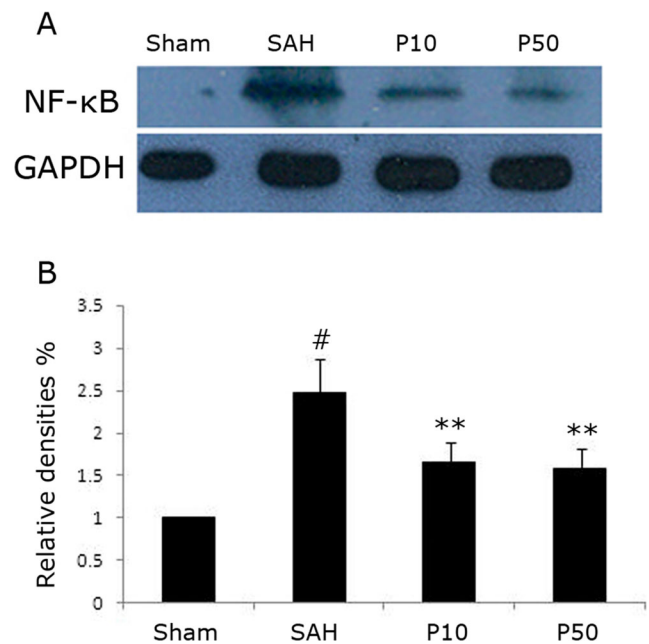 A
Sham SAH P10 P50
NF-κB
GAPDH
B
Relative densities %
3.5
3
2.5
2
1.5
1
0.5
0
#
**
**
Sham SAH P10 P50